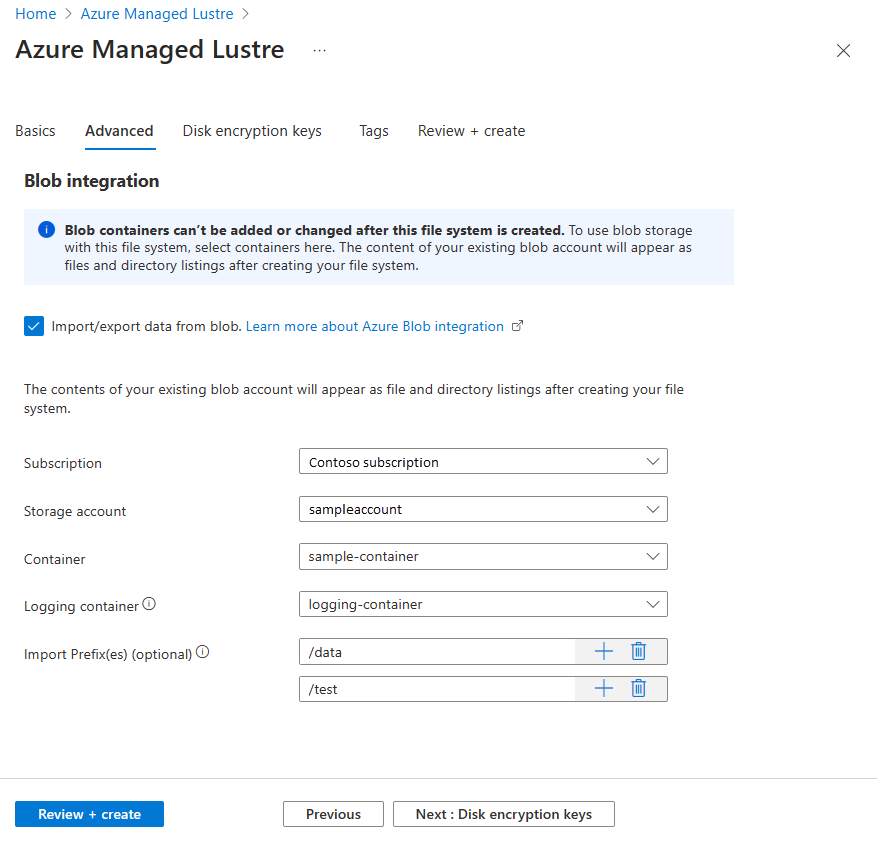 Home > Azure Managed Lustre >
Azure Managed Lustre ...
Basics Advanced Disk encryption keys Tags Review + create
Blob integration
Blob containers can't be added or changed after this file system is created. To use blob storage
with this file system, select containers here. The content of your existing blob account will appear as
files and directory listings after creating your file system.
Import/export data from blob. Learn more about Azure Blob integration
The contents of your existing blob account will appear as file and directory listings after creating your file
system.
Subscription Contoso subscription
Storage account sampleaccount
Container sample-container
Logging container logging-container
Import Prefix(es) (optional) /data
/test
Review + create Previous Next : Disk encryption keys